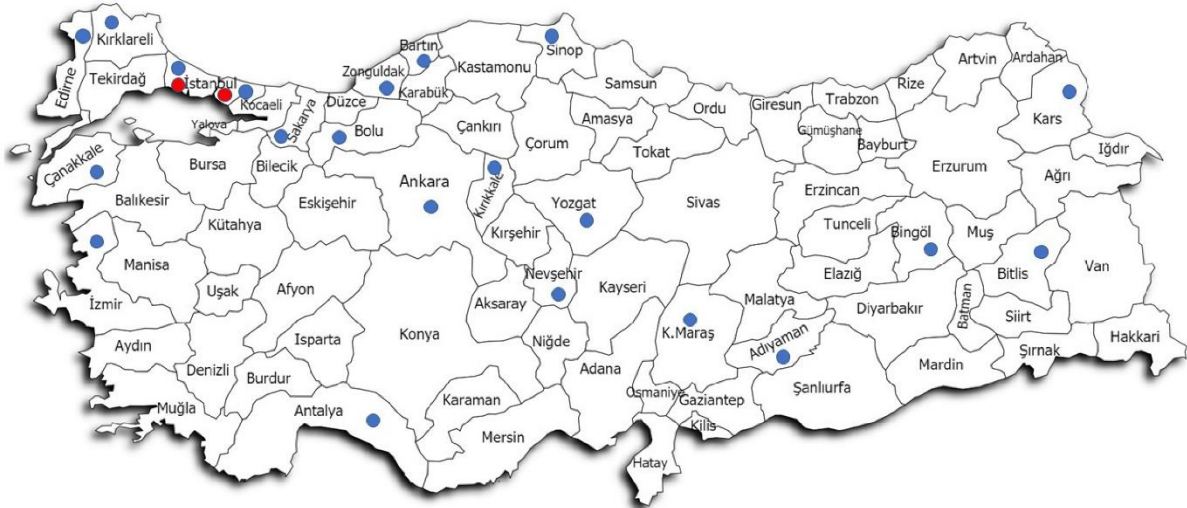 Kırklareli
Edirne
Tekirdağ
İstanbul
Kocaeli
Yalova
Sakarya
Düzce
Zonguldak
Bartın
Karabük
Kastamonu
Sinop
Samsun
Ordu
Giresun
Trabzon
Rize
Artvin
Ardahan
Kars
Iğdır
Ağrı
Erzurum
Bayburt
Gümüşhane
Tokat
Amasya
Çorum
Çankırı
Bolu
Bilecik
Bursa
Çanakkale
Balıkesir
Kütahya
Eskişehir
Ankara
Kırıkkale
Yozgat
Sivas
Erzincan
Tunceli
Bingöl
Muş
Bitlis
Van
Elazığ
Malatya
Kayseri
Nevşehir
Kırşehir
Aksaray
Konya
Afyon
Uşak
Manisa
İzmir
Aydın
Denizli
Isparta
Burdur
Muğla
Antalya
Karaman
Mersin
Niğde
Adana
K.Maraş
Osmaniye
Gaziantep
Kilis
Hatay
Adıyaman
Şanlıurfa
Diyarbakır
Batman
Mardin
Siirt
Şırnak
Hakkari